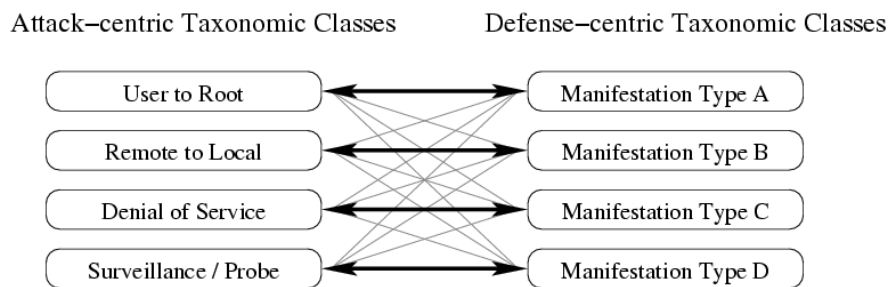 Attack−centric Taxonomic Classes
Defense−centric Taxonomic Classes
User to Root
Manifestation Type A
Remote to Local
Manifestation Type B
Denial of Service
Manifestation Type C
Surveillance / Probe
Manifestation Type D